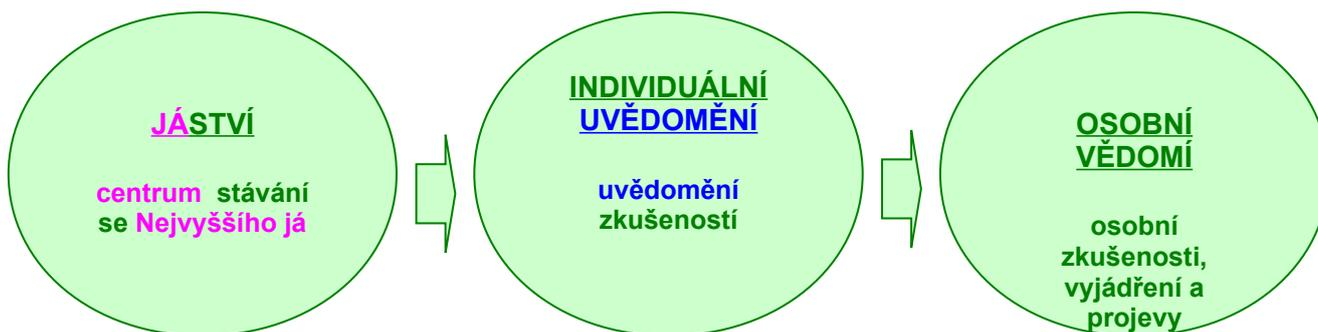 JÁSTVÍ
centrum stávání
se Nejvyššího já
INDIVIDUÁLNÍ
UVĚDOMĚNÍ
uvědomění
zkušeností
OSOBNÍ
VĚDOMÍ
osobní
zkušenosti,
vyjádření a
projevy